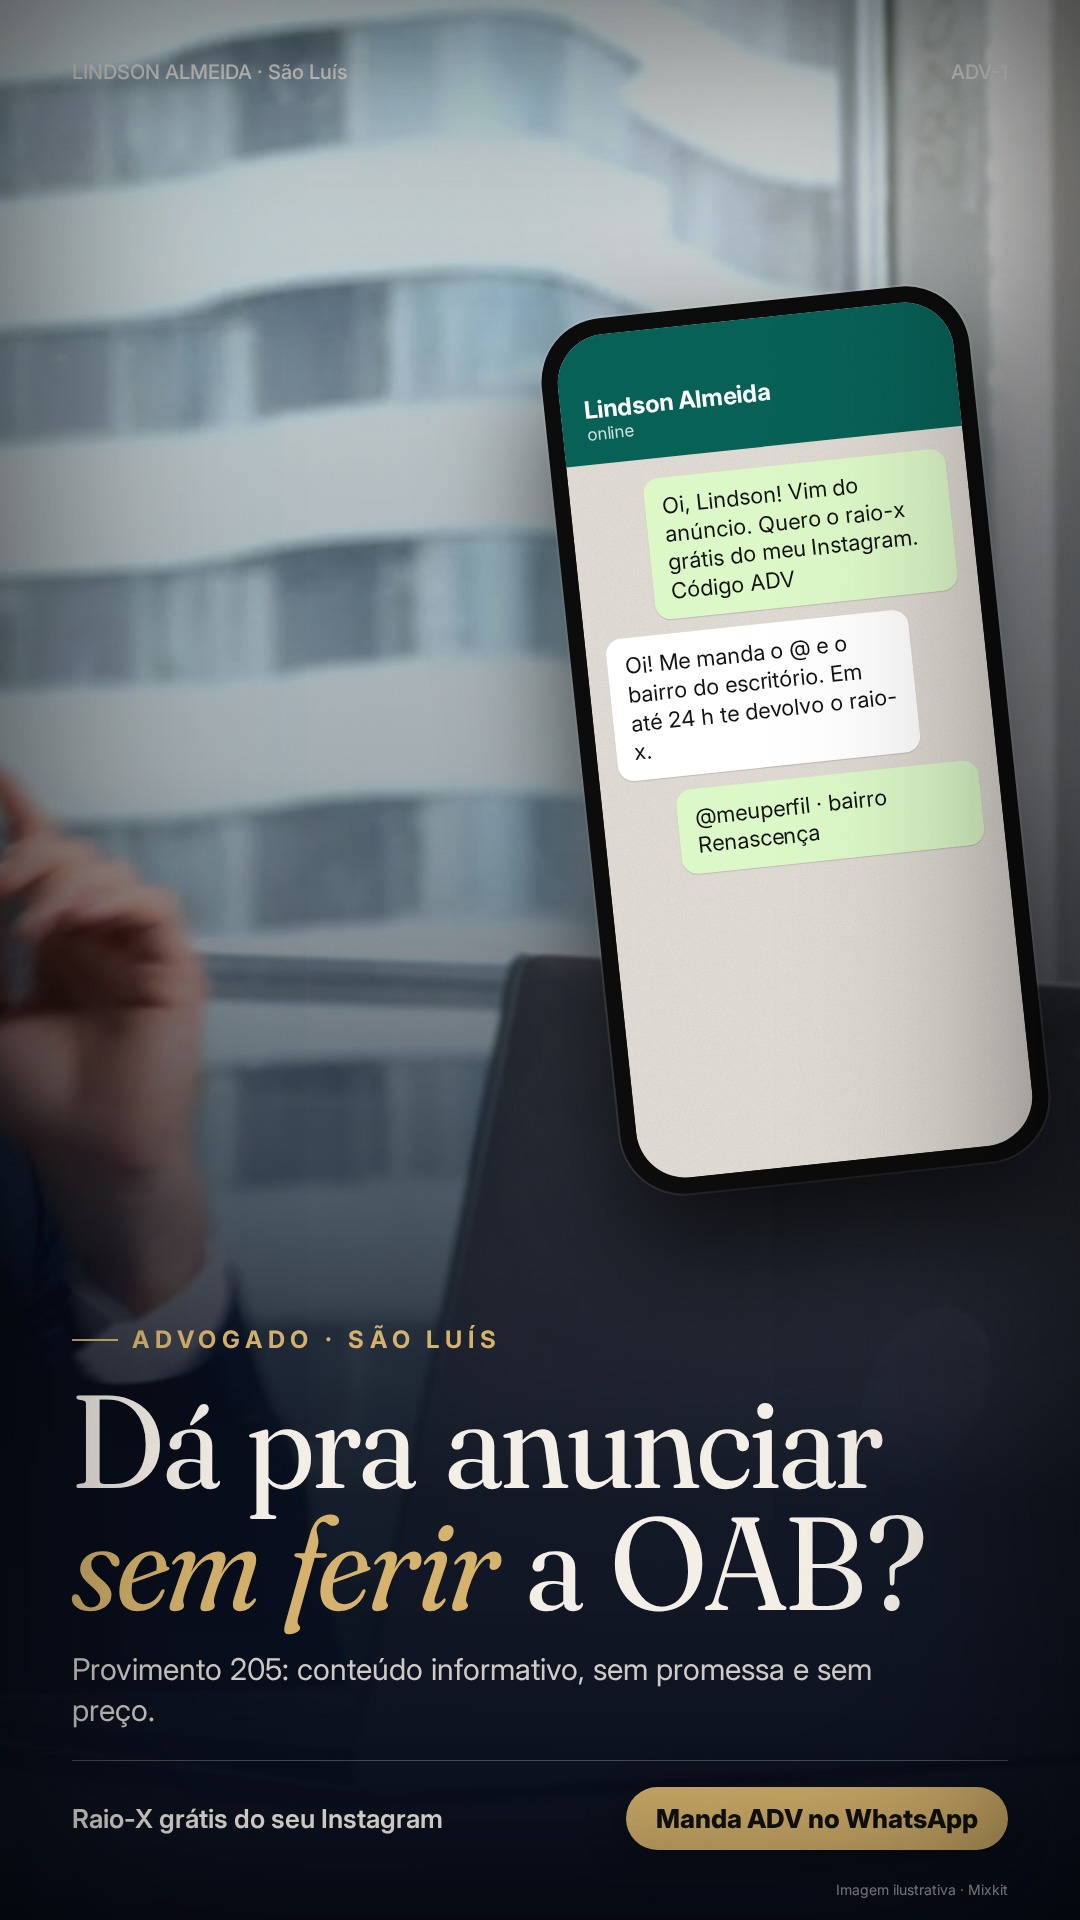 LINDSON ALMEIDA · São Luís
ADV-1
Lindson Almeida
online
Oi, Lindson! Vim do
anúncio. Quero o raio-x
grátis do meu Instagram.
Código ADV
Oi! Me manda o @ e o
bairro do escritório. Em
até 24 h te devolvo o raio-
x.
@meuperfil · bairro
Renascença
ADVOGADO · SÃO LUÍS
Dá pra anunciar
sem ferir a OAB?
Provimento 205: conteúdo informativo, sem promessa e sem
preço.
Raio-X grátis do seu Instagram
Manda ADV no WhatsApp
Imagem ilustrativa · Mixkit